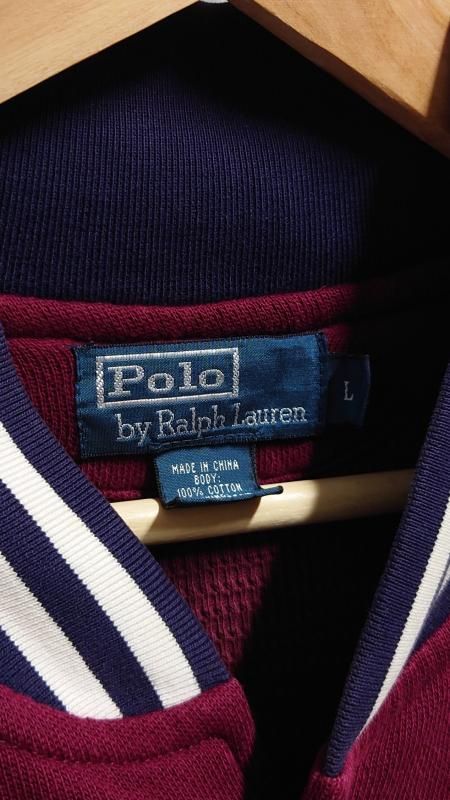 Polo
by Ralph Lauren
L
MADE IN CHINA
BODY:
100% COTTON